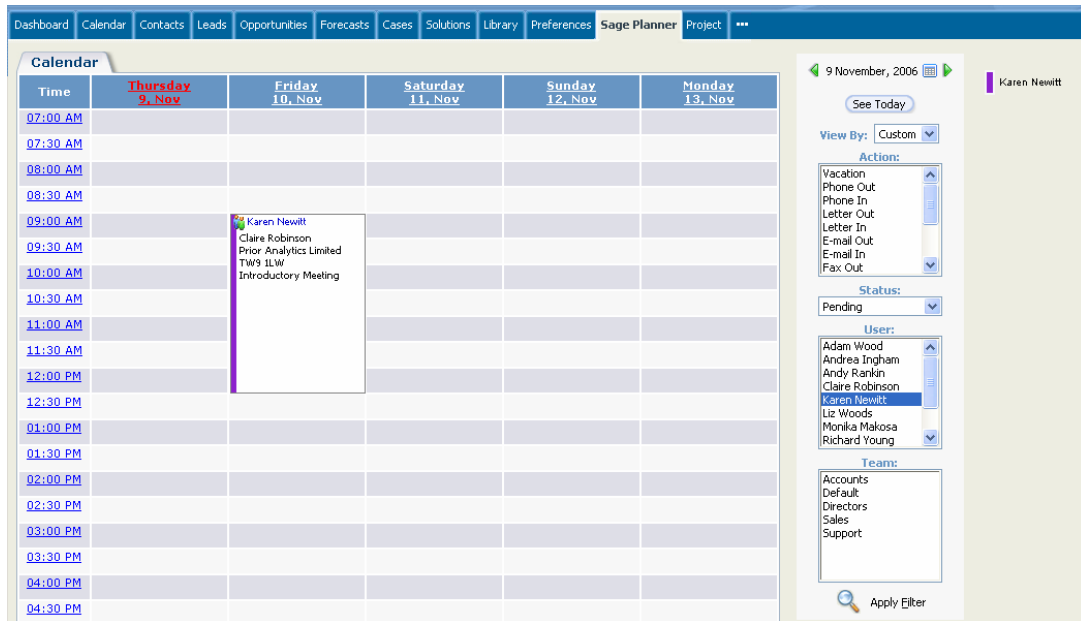 Dashboard Calendar Contacts Leads Opportunities Forecasts Cases Solutions Library Preferences Sage Planner Project •••
Calendar
Time Thursday 9, Nov Friday 10, Nov Saturday 11, Nov Sunday 12, Nov Monday 13, Nov
07:00 AM
07:30 AM
08:00 AM
08:30 AM
09:00 AM
09:30 AM
10:00 AM
10:30 AM
11:00 AM
11:30 AM
12:00 PM
12:30 PM
01:00 PM
01:30 PM
02:00 PM
02:30 PM
03:00 PM
03:30 PM
04:00 PM
04:30 PM
Karen Newitt
Claire Robinson
Prior Analytics Limited
TW9 1LW
Introductory Meeting
9 November, 2006
See Today
View By: Custom
Action:
Vacation
Phone Out
Phone In
Letter Out
Letter In
E-mail Out
E-mail In
Fax Out
Status:
Pending
User:
Adam Wood
Andrea Ingham
Andy Rankin
Claire Robinson
Karen Newitt
Liz Woods
Monika Makosa
Richard Young
Team:
Accounts
Default
Directors
Sales
Support
Apply Filter
Karen Newitt